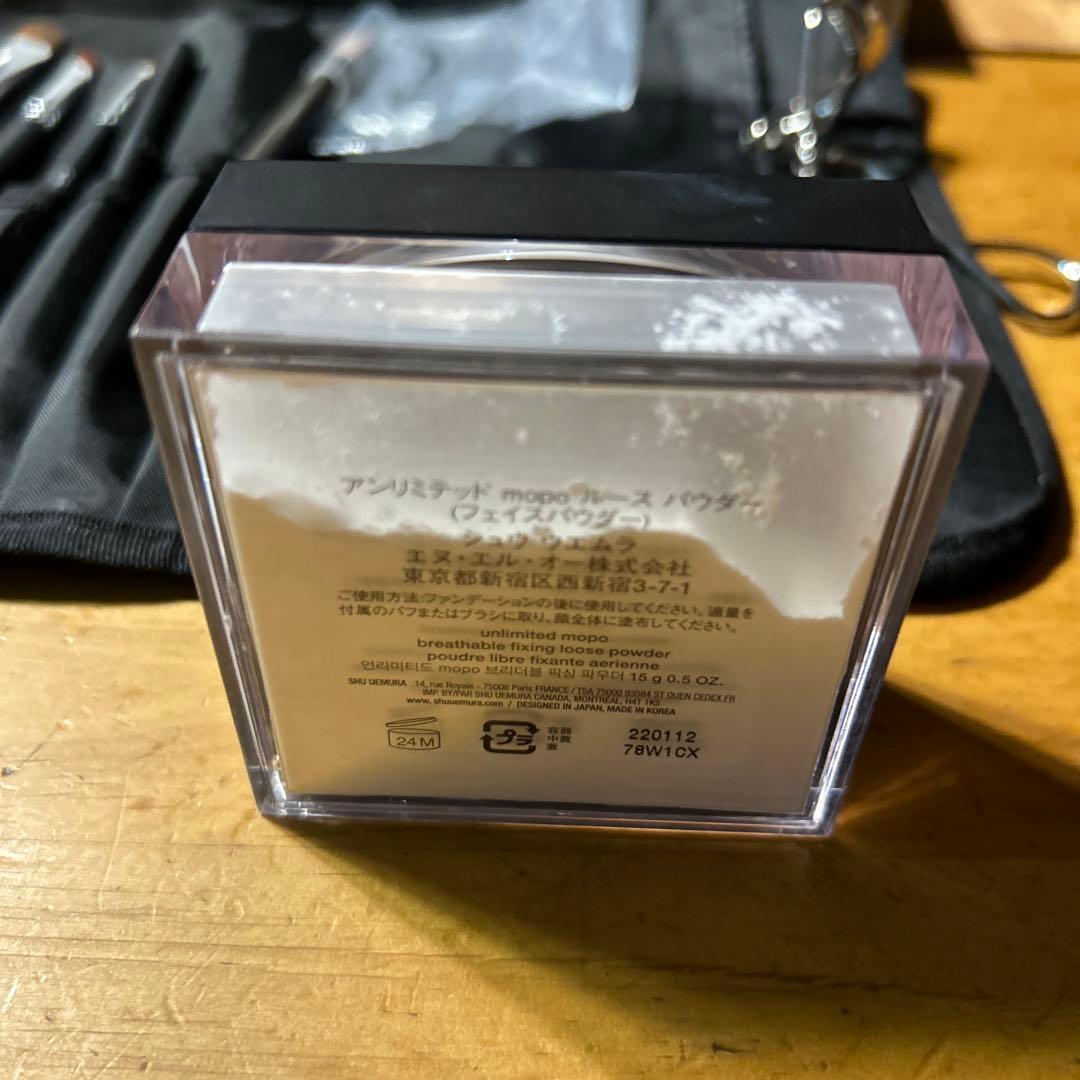 アンリミテッド mopo ルース パウダー
(フェイスパウダー)
シュウ ウエムラ
エヌ・エル・オー株式会社
東京都新宿区西新宿3-7-1
ご使用方法:ファンデーションの後に使用してください。適量を
付属のパフまたはブラシに取り、顔全体に塗布してください。
unlimited mopo
breathable fixing loose powder
poudre libre fixante aerienne
언리미티드 mopo 브리더블 픽싱 파우더 15 g 0.5 OZ.
SHU UEMURA 14, rue Royale - 75008 Paris FRANCE / TSA 75000 93584 ST OUEN CEDEX FR
IMP. BY/PAR SHU UEMURA CANADA, MONTREAL, H4T 1K5
www.shuuemura.com / DESIGNED IN JAPAN, MADE IN KOREA
24 M
プラ
容器
中蓋
蓋
220112
78W1CX